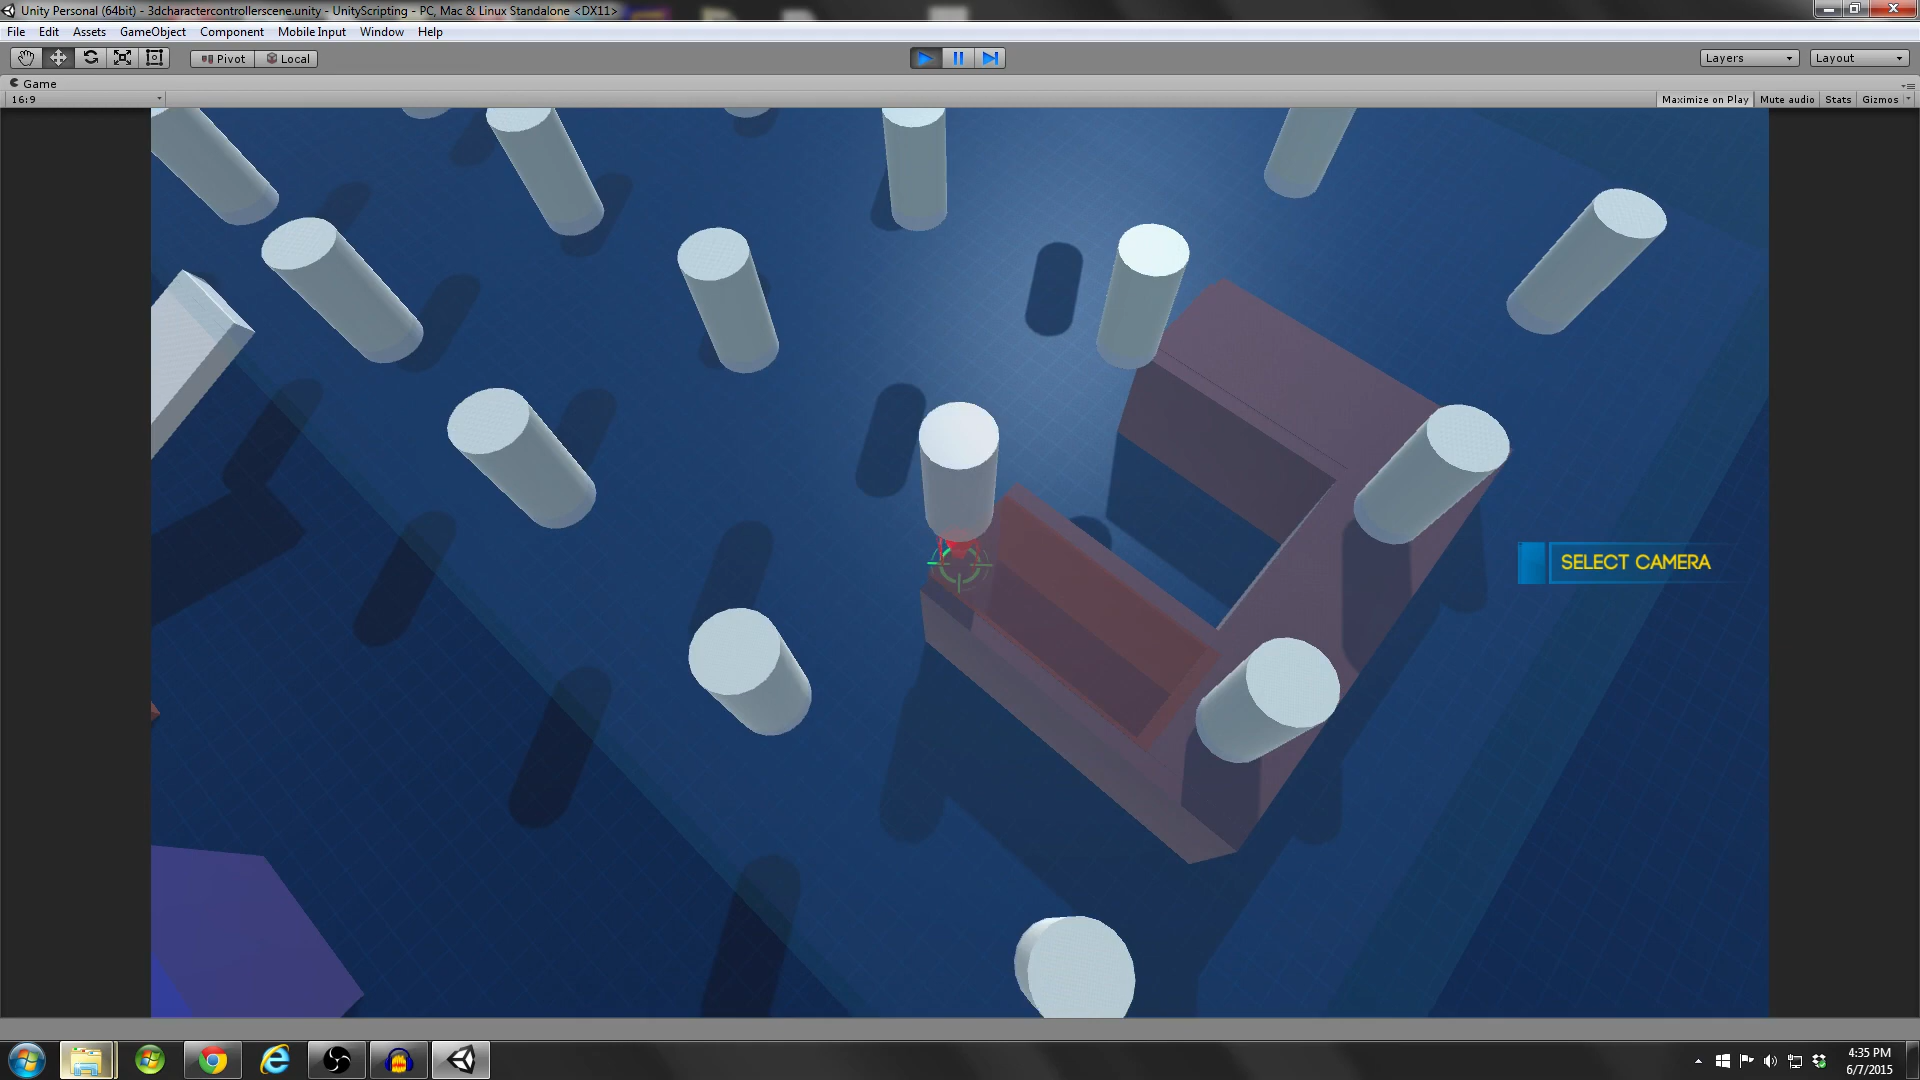 Unity Personal (64bit) - 3dcharactercontrollerscene.unity - UnityScripting - PC, Mac & Linux Standalone <DX11>
File Edit Assets GameObject Component Mobile Input Window Help
Pivot Local Layers Layout
Game
16:9 Maximize on Play Mute audio Stats Gizmos
SELECT CAMERA
4:35 PM
6/7/2015